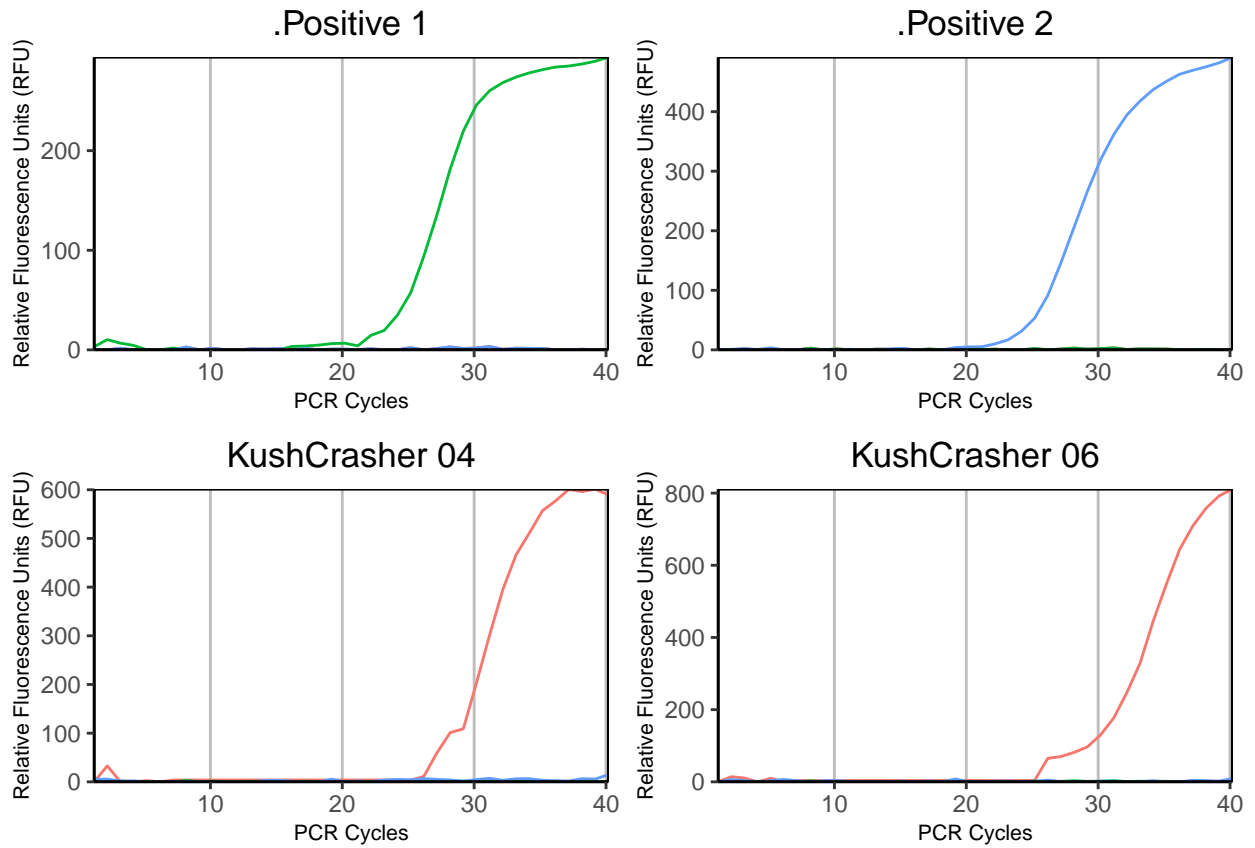 .Positive 1
Relative Fluorescence Units (RFU)
200
100
0
10 20 30 40
PCR Cycles
.Positive 2
Relative Fluorescence Units (RFU)
400
300
200
100
0
10 20 30 40
PCR Cycles
KushCrasher 04
Relative Fluorescence Units (RFU)
600
500
400
300
200
100
0
10 20 30 40
PCR Cycles
KushCrasher 06
Relative Fluorescence Units (RFU)
800
600
400
200
0
10 20 30 40
PCR Cycles